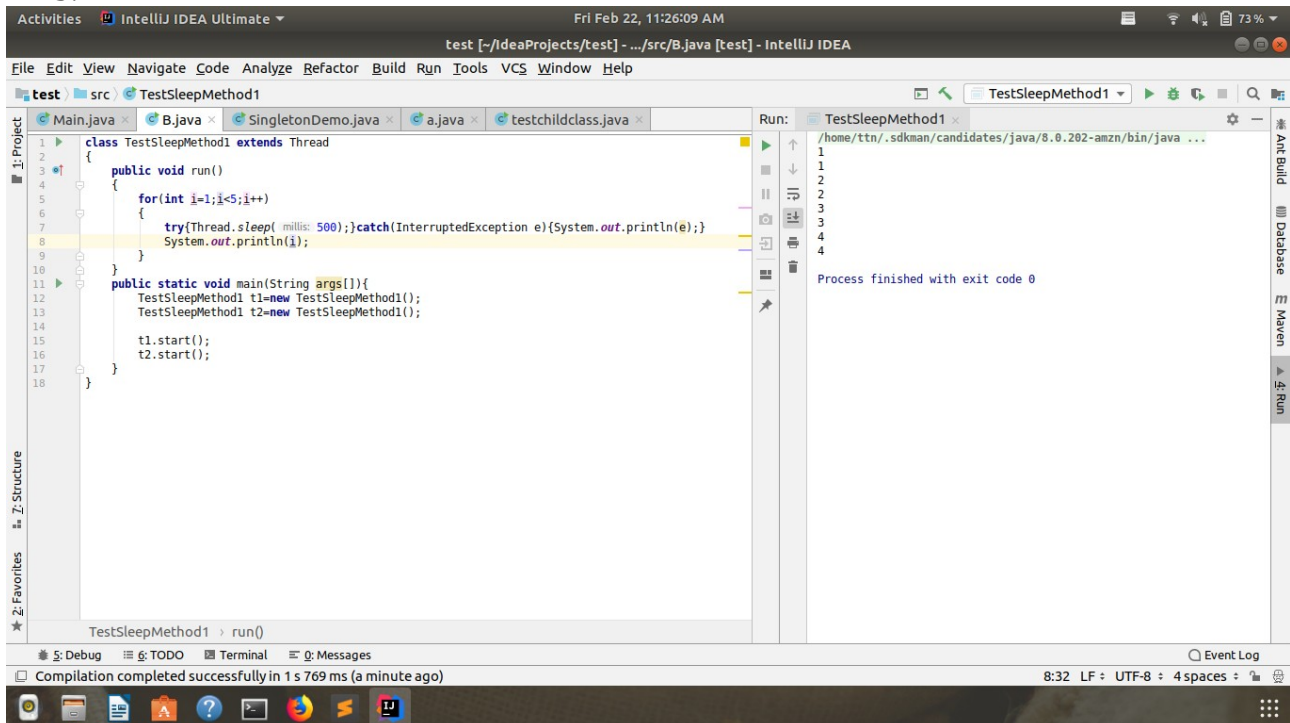 Activities IntelliJ IDEA Ultimate Fri Feb 22, 11:26:09 AM 73 %
test [~/IdeaProjects/test] - .../src/B.java [test] - IntelliJ IDEA
File Edit View Navigate Code Analyze Refactor Build Run Tools VCS Window Help
test src TestSleepMethod1 TestSleepMethod1
Main.java B.java SingletonDemo.java a.java testchildclass.java
1 class TestSleepMethod1 extends Thread
2 {
3 public void run()
4 {
5 for(int i=1;i<5;i++)
6 {
7 try{Thread.sleep( millis: 500);}catch(InterruptedException e){System.out.println(e);}
8 System.out.println(i);
9 }
10 }
11 public static void main(String args[]){
12 TestSleepMethod1 t1=new TestSleepMethod1();
13 TestSleepMethod1 t2=new TestSleepMethod1();
14
15 t1.start();
16 t2.start();
17 }
18 }
TestSleepMethod1 › run()
Run: TestSleepMethod1
/home/ttn/.sdkman/candidates/java/8.0.202-amzn/bin/java ...
1
1
2
2
3
3
4
4
Process finished with exit code 0
1: Project
7: Structure
2: Favorites
Ant Build
Database
m Maven
4: Run
5: Debug 6: TODO Terminal 0: Messages Event Log
Compilation completed successfully in 1 s 769 ms (a minute ago) 8:32 LF UTF-8 4 spaces